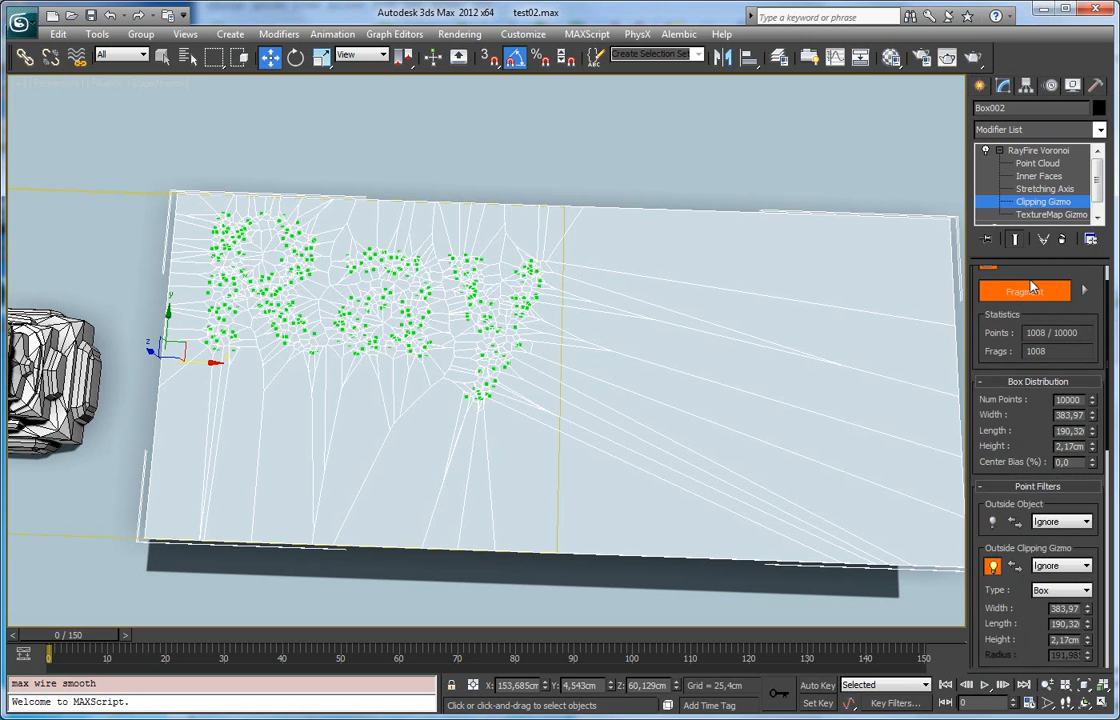 Autodesk 3ds Max 2012 x64 test02.max
Type a keyword or phrase
Edit Tools Group Views Create Modifiers Animation Graph Editors Rendering Customize MAXScript PhysX Alembic Help
All View 3 Create Selection Se
Box002
Modifier List
RayFire Voronoi
Point Cloud
Inner Faces
Stretching Axis
Clipping Gizmo
TextureMap Gizmo
Fragment
Statistics
Points : 1008 / 10000
Frags : 1008
- Box Distribution
Num Points : 10000
Width : 383,97
Length : 190,32
Height : 2,17cm
Center Bias (%) : 0,0
- Point Filters
Outside Object
Ignore
Outside Clipping Gizmo
Ignore
Type : Box
Width : 383,97
Length : 190,32
Height : 2,17cm
Radius : 191,98
y
z
RaY
< 0 / 150 >
0 10 20 30 40 50 60 70 80 90 100 110 120 130 140 150
max wire smooth
Welcome to MAXScript.
X: 153,685cm Y: 4,543cm Z: 60,129cm Grid = 25,4cm
Click or click-and-drag to select objects Add Time Tag
Auto Key Selected
Set Key Key Filters... 0